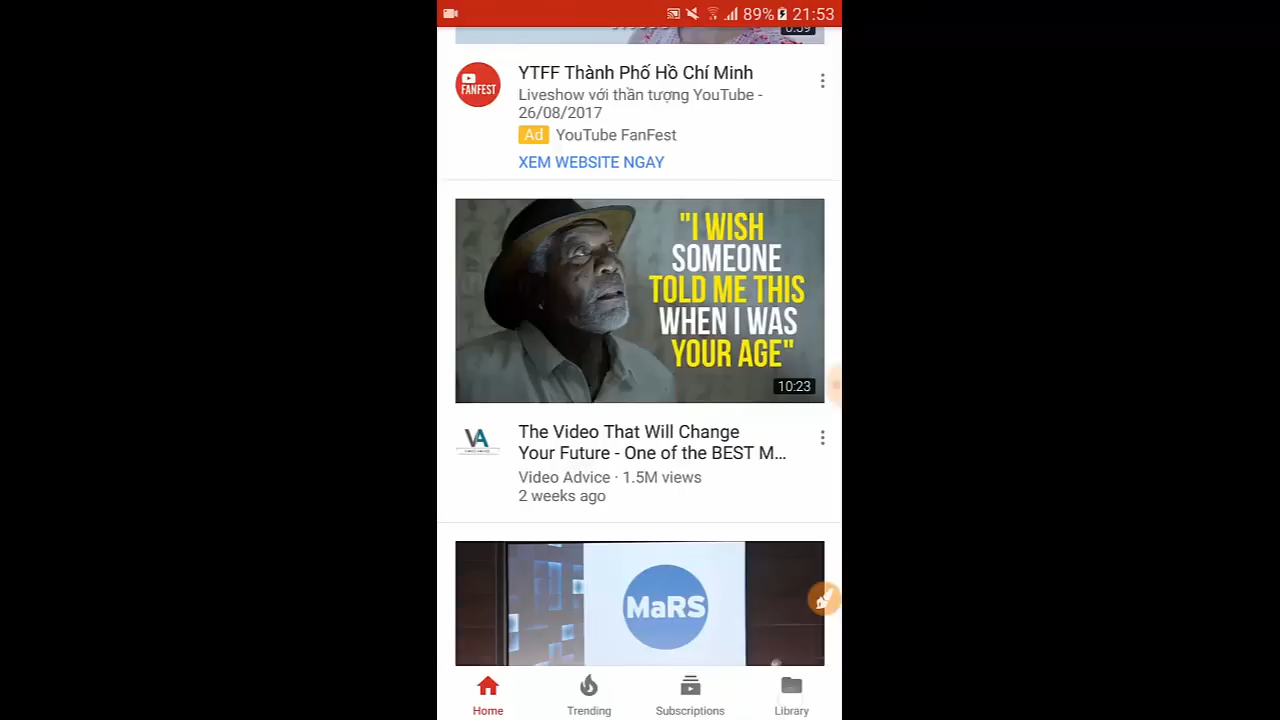 89% 21:53
0:59
FANFEST
YTFF Thành Phố Hồ Chí Minh
Liveshow với thần tượng YouTube -
26/08/2017
Ad YouTube FanFest
XEM WEBSITE NGAY
"I WISH
SOMEONE
TOLD ME THIS
WHEN I WAS
YOUR AGE"
10:23
VA
The Video That Will Change
Your Future - One of the BEST M...
Video Advice · 1.5M views
2 weeks ago
MaRS
Home Trending Subscriptions Library